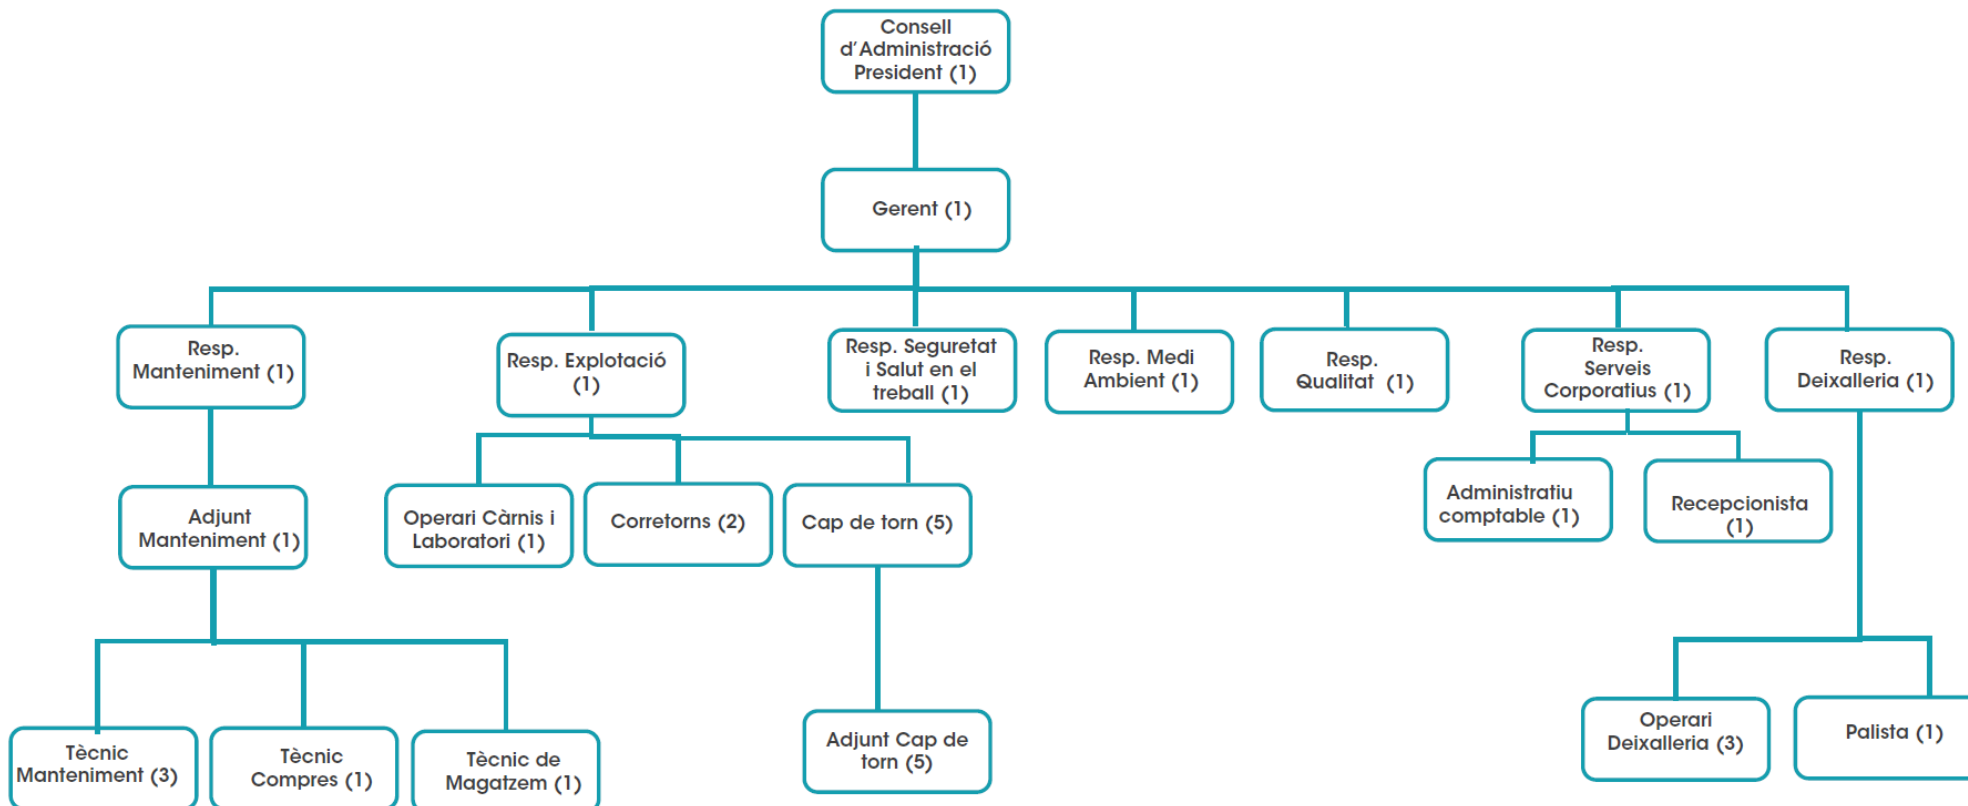 Consell
d'Administració
President (1)
Gerent (1)
Resp.
Manteniment (1)
Resp. Explotació
(1)
Resp. Seguretat
i Salut en el
treball (1)
Resp. Medi
Ambient (1)
Resp.
Qualitat (1)
Resp.
Serveis
Corporatius (1)
Resp.
Deixalleria (1)
Adjunt
Manteniment (1)
Operari Càrnis i
Laboratori (1)
Corretorns (2)
Cap de torn (5)
Administratiu
comptable (1)
Recepcionista
(1)
Tècnic
Manteniment (3)
Tècnic
Compres (1)
Tècnic de
Magatzem (1)
Adjunt Cap de
torn (5)
Operari
Deixalleria (3)
Palista (1)